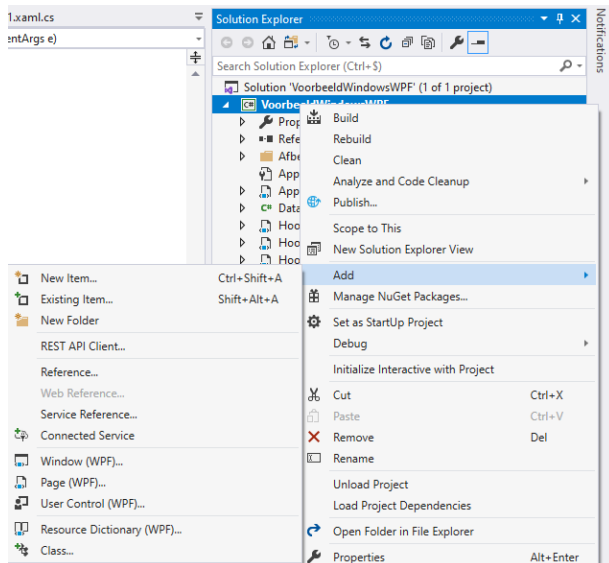 1.xaml.cs
entArgs e)
Solution Explorer
Search Solution Explorer (Ctrl+$)
Solution 'VoorbeeldWindowsWPF' (1 of 1 project)
VoorbeeldWindowsWPF
Prop
Refe
Afbe
App
App
Data
Hoo
Hoo
Hoo
Build
Rebuild
Clean
Analyze and Code Cleanup
Publish...
Scope to This
New Solution Explorer View
Add
Manage NuGet Packages...
Set as StartUp Project
Debug
Initialize Interactive with Project
Cut Ctrl+X
Paste Ctrl+V
Remove Del
Rename
Unload Project
Load Project Dependencies
Open Folder in File Explorer
Properties Alt+Enter
New Item... Ctrl+Shift+A
Existing Item... Shift+Alt+A
New Folder
REST API Client...
Reference...
Web Reference...
Service Reference...
Connected Service
Window (WPF)...
Page (WPF)...
User Control (WPF)...
Resource Dictionary (WPF)...
Class...
Notifications